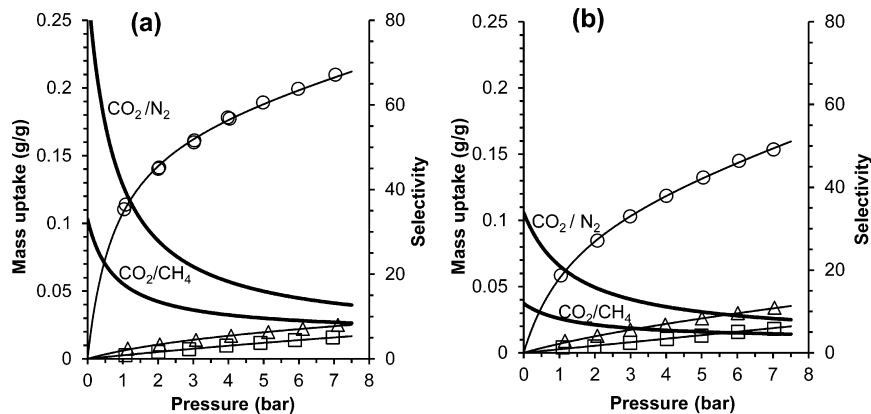 (a)
0.25
0.2
0.15
0.1
0.05
0
Mass uptake (g/g)
80
60
40
20
0
Selectivity
CO2/N2
CO2/CH4
0 1 2 3 4 5 6 7 8
Pressure (bar)
(b)
0.25
0.2
0.15
0.1
0.05
0
Mass uptake (g/g)
80
60
40
20
0
Selectivity
CO2/ N2
CO2/CH4
0 1 2 3 4 5 6 7 8
Pressure (bar)